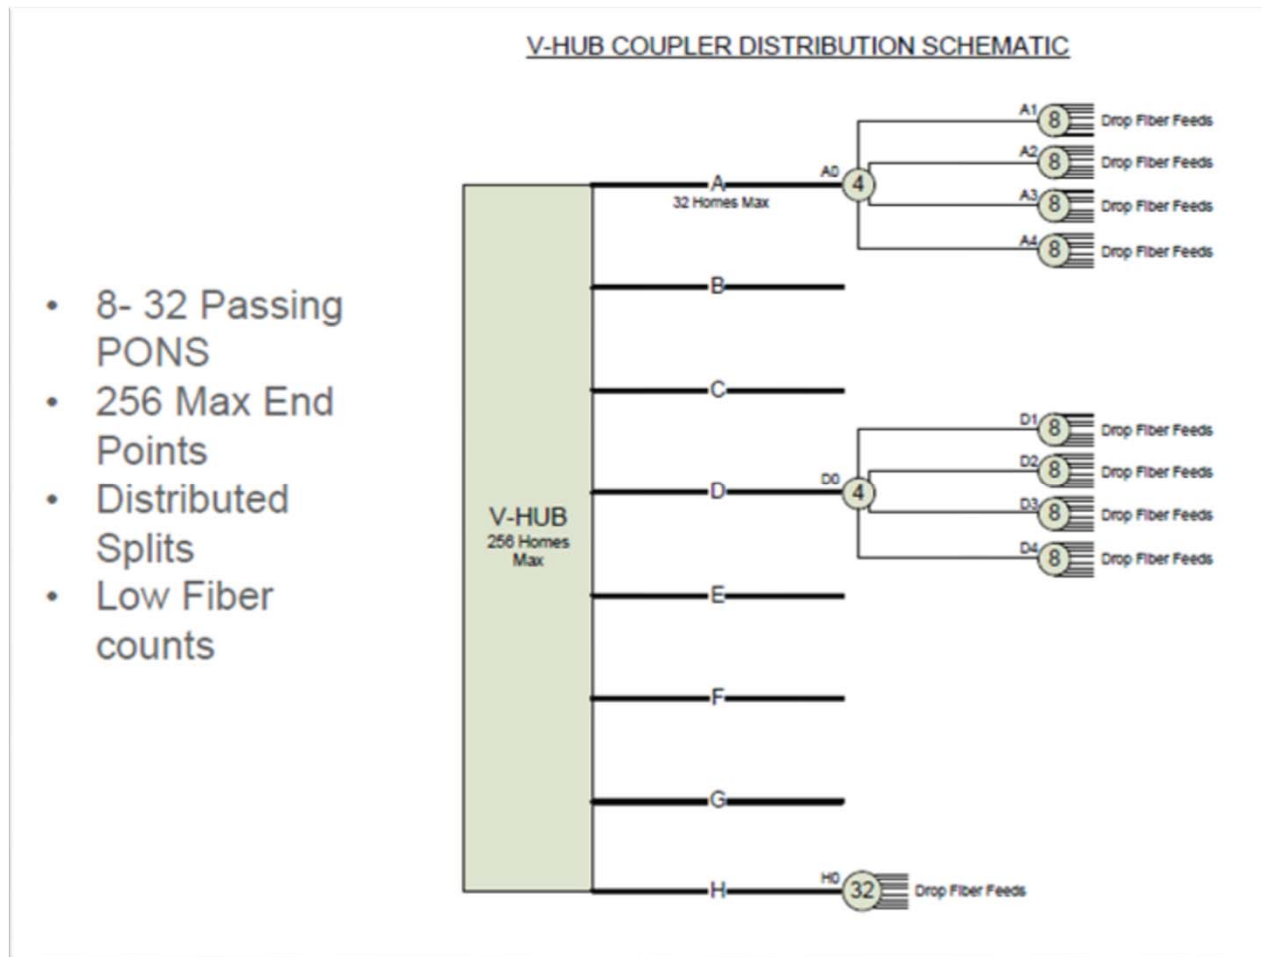 V-HUB COUPLER DISTRIBUTION SCHEMATIC
• 8- 32 Passing
PONS
• 256 Max End
Points
• Distributed
Splits
• Low Fiber
counts
V-HUB
256 Homes
Max
A
32 Homes Max
A0
4
A1
8
Drop Fiber Feeds
A2
8
Drop Fiber Feeds
A3
8
Drop Fiber Feeds
A4
8
Drop Fiber Feeds
B
C
D
D0
4
D1
8
Drop Fiber Feeds
D2
8
Drop Fiber Feeds
D3
8
Drop Fiber Feeds
D4
8
Drop Fiber Feeds
E
F
G
H
H0
32
Drop Fiber Feeds